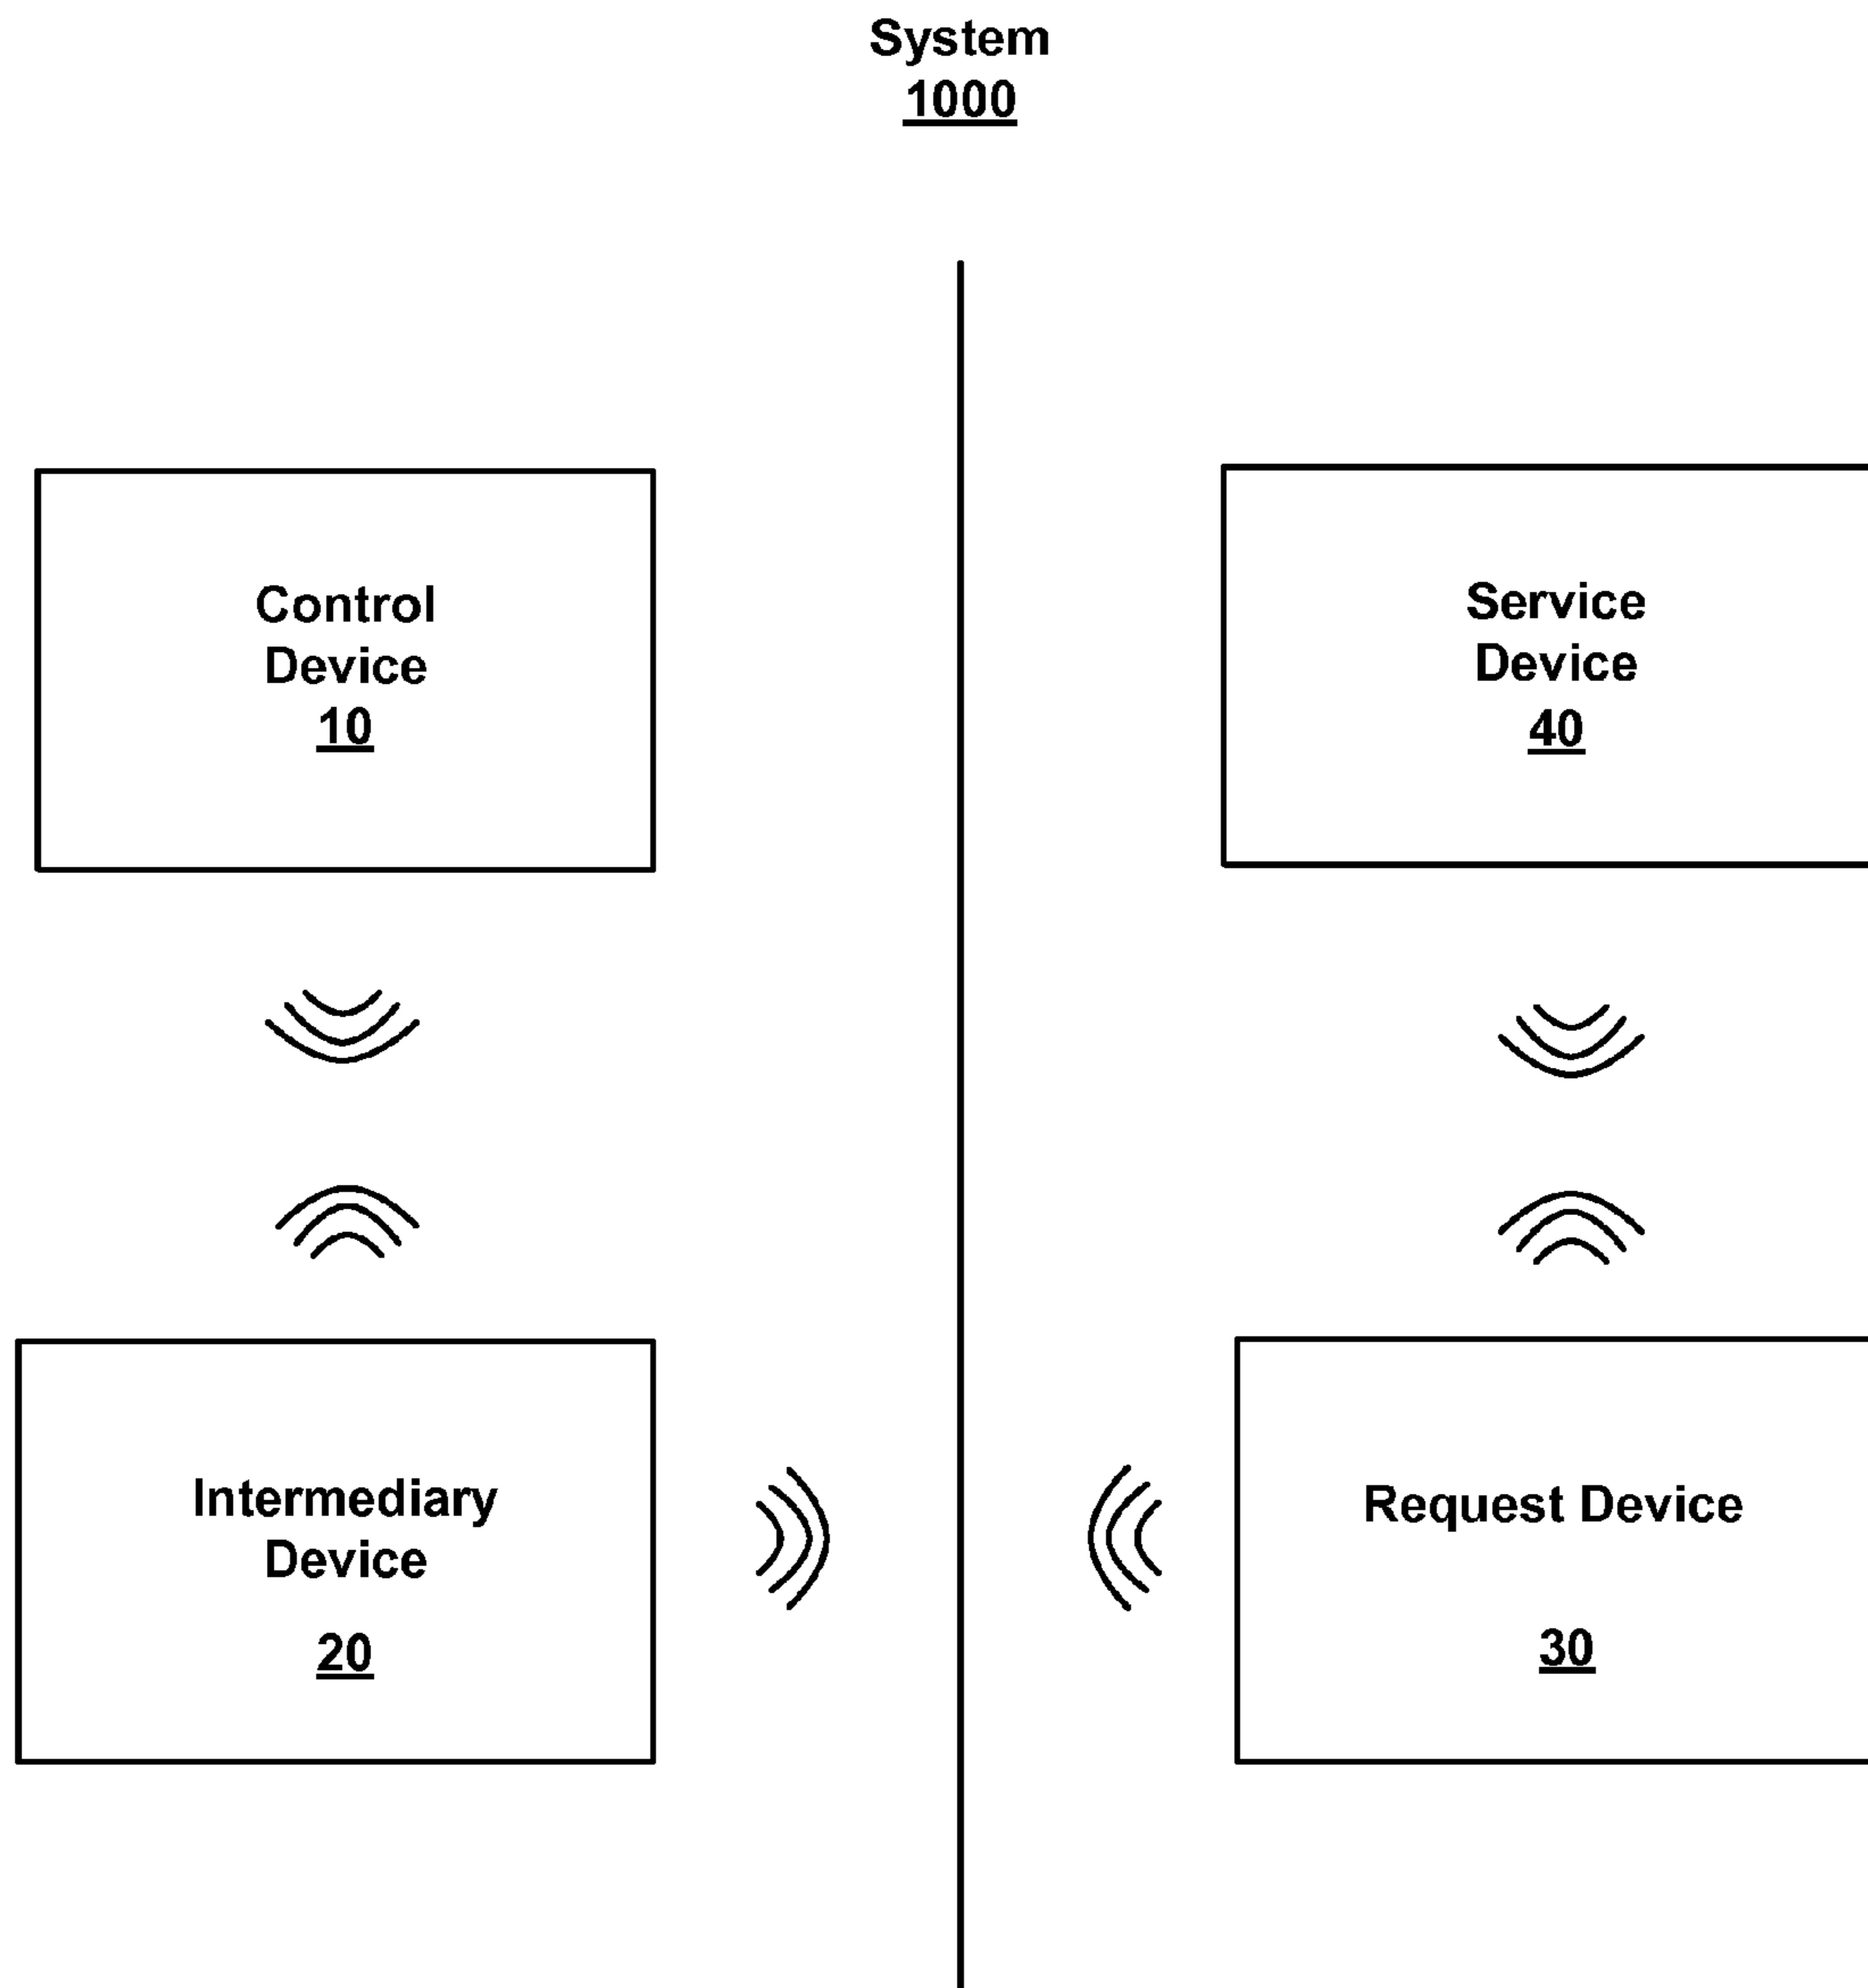 System
1000
Control
Device
10
Service
Device
40
Intermediary
Device
20
Request Device
30